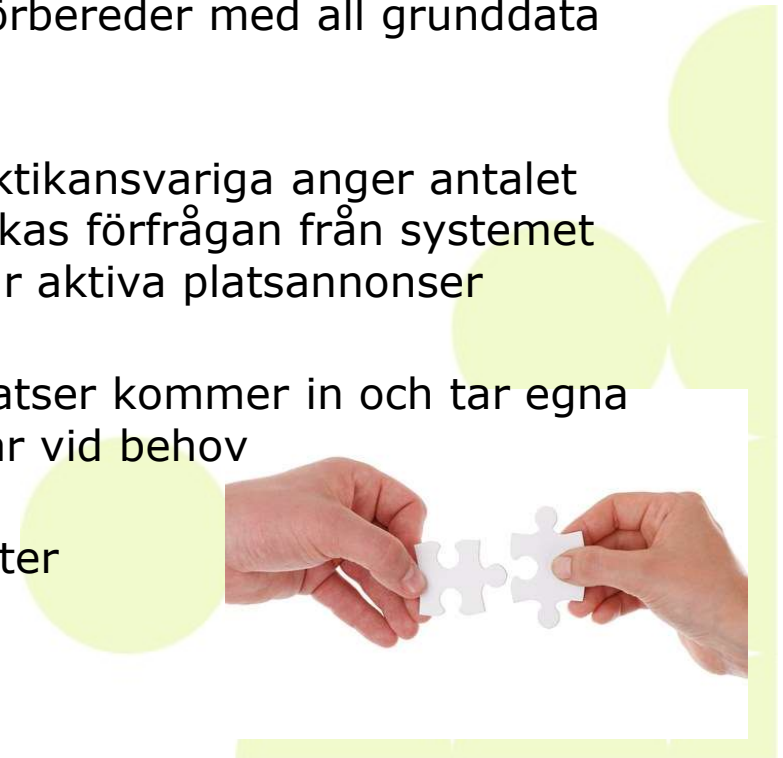 örbereder med all grunddata
ktikansvariga anger antalet
kas förfrågan från systemet
r aktiva platsannonser
atser kommer in och tar egna
ar vid behov
ter